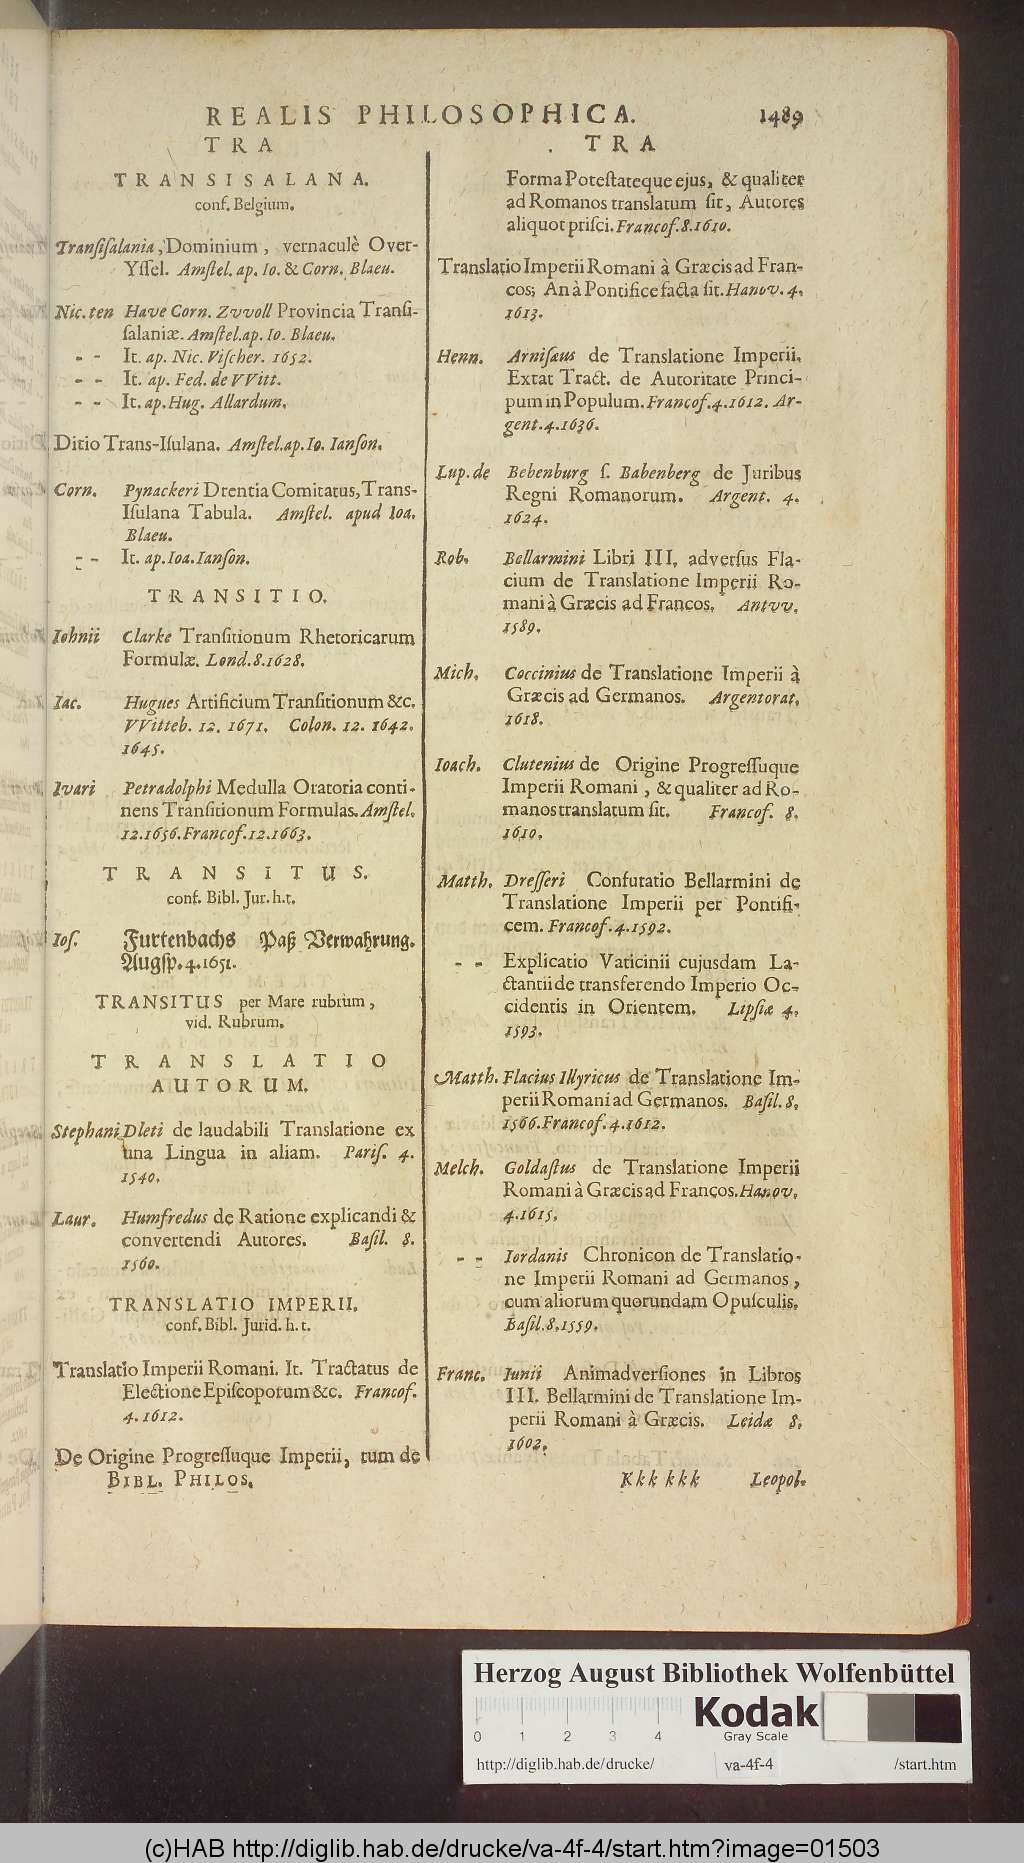 REALIS PHILOSOPHICA. 1489
TRA
TRANSISALANA.
conf. Belgium.
Transisalania, Dominium, vernaculè Over-
Yſſel. Amſtel. ap. Io. & Corn. Blaeu.
Nic. ten Have Corn. Zvvoll Provincia Tranſi-
ſalaniæ. Amſtel. ap. Io. Blaeu.
- - It. ap. Nic. Viſcher. 1652.
- - It. ap. Fed. de VVitt.
- - It. ap. Hug. Allardum.
Ditio Trans-Iſulana. Amſtel. ap. Io. Ianſon.
Corn. Pynackeri Drentia Comitatus, Trans-
Iſulana Tabula. Amſtel. apud Ioa.
Blaeu.
- - It. ap. Ioa. Ianſon.
TRANSITIO.
Iohnii Clarke Tranſitionum Rhetoricarum
Formulæ. Lond. 8. 1628.
Iac. Hugues Artificium Tranſitionum &c.
VVitteb. 12. 1671. Colon. 12. 1642.
1645.
Ivari Petradolphi Medulla Oratoria conti-
nens Tranſitionum Formulas. Amſtel.
12. 1656. Francof. 12. 1663.
TRANSITUS.
conf. Bibl. Jur. h. t.
Ioſ. Furtenbachs Paß Verwahrung.
Augſp. 4. 1651.
TRANSITUS per Mare rubrum,
vid. Rubrum.
TRANSLATIO
AUTORUM.
Stephani Dleti de laudabili Translatione ex
una Lingua in aliam. Pariſ. 4.
1540.
Laur. Humfredus de Ratione explicandi &
convertendi Autores. Baſil. 8.
1560.
TRANSLATIO IMPERII.
conf. Bibl. Jurid. h. t.
Translatio Imperii Romani. It. Tractatus de
Electione Epiſcoporum &c. Francof.
4. 1612.
De Origine Progreſſuque Imperii, tum de
BIBL. PHILOS.
TRA
Forma Poteſtateque ejus, & qualiter
ad Romanos translatum ſit, Autores
aliquot priſci. Francof. 8. 1610.
Translatio Imperii Romani à Græcis ad Fran-
cos; An à Pontifice facta ſit. Hanov. 4.
1613.
Henn. Arniſæus de Translatione Imperii.
Extat Tract. de Autoritate Princi-
pum in Populum. Francof. 4. 1612. Ar-
gent. 4. 1636.
Lup. de Bebenburg ſ. Babenberg de Juribus
Regni Romanorum. Argent. 4.
1624.
Rob. Bellarmini Libri III. adverſus Fla-
cium de Translatione Imperii Ro-
mani à Græcis ad Francos. Antvv.
1589.
Mich. Coccinius de Translatione Imperii à
Græcis ad Germanos. Argentorat.
1618.
Ioach. Clutenius de Origine Progreſſuque
Imperii Romani, & qualiter ad Ro-
manos translatum ſit. Francof. 8.
1610.
Matth. Dreſſeri Confutatio Bellarmini de
Translatione Imperii per Pontifi-
cem. Francof. 4. 1592.
- - Explicatio Vaticinii cujusdam La-
ctantii de transferendo Imperio Oc-
cidentis in Orientem. Lipſiæ 4.
1593.
Matth. Flacius Illyricus de Translatione Im-
perii Romani ad Germanos. Baſil. 8.
1566. Francof. 4. 1612.
Melch. Goldaſtus de Translatione Imperii
Romani à Græcis ad Francos. Hanov.
4. 1615.
- - Iordanis Chronicon de Translatio-
ne Imperii Romani ad Germanos,
cum aliorum quorundam Opuſculis.
Baſil. 8. 1559.
Franc. Iunii Animadverſiones in Libros
III. Bellarmini de Translatione Im-
perii Romani à Græcis. Leidæ 8.
1602.
Kkk kkk Leopol-
Herzog August Bibliothek Wolfenbüttel
0 1 2 3 4
Kodak
Gray Scale
http://diglib.hab.de/drucke/ va-4f-4 /start.htm
(c)HAB http://diglib.hab.de/drucke/va-4f-4/start.htm?image=01503